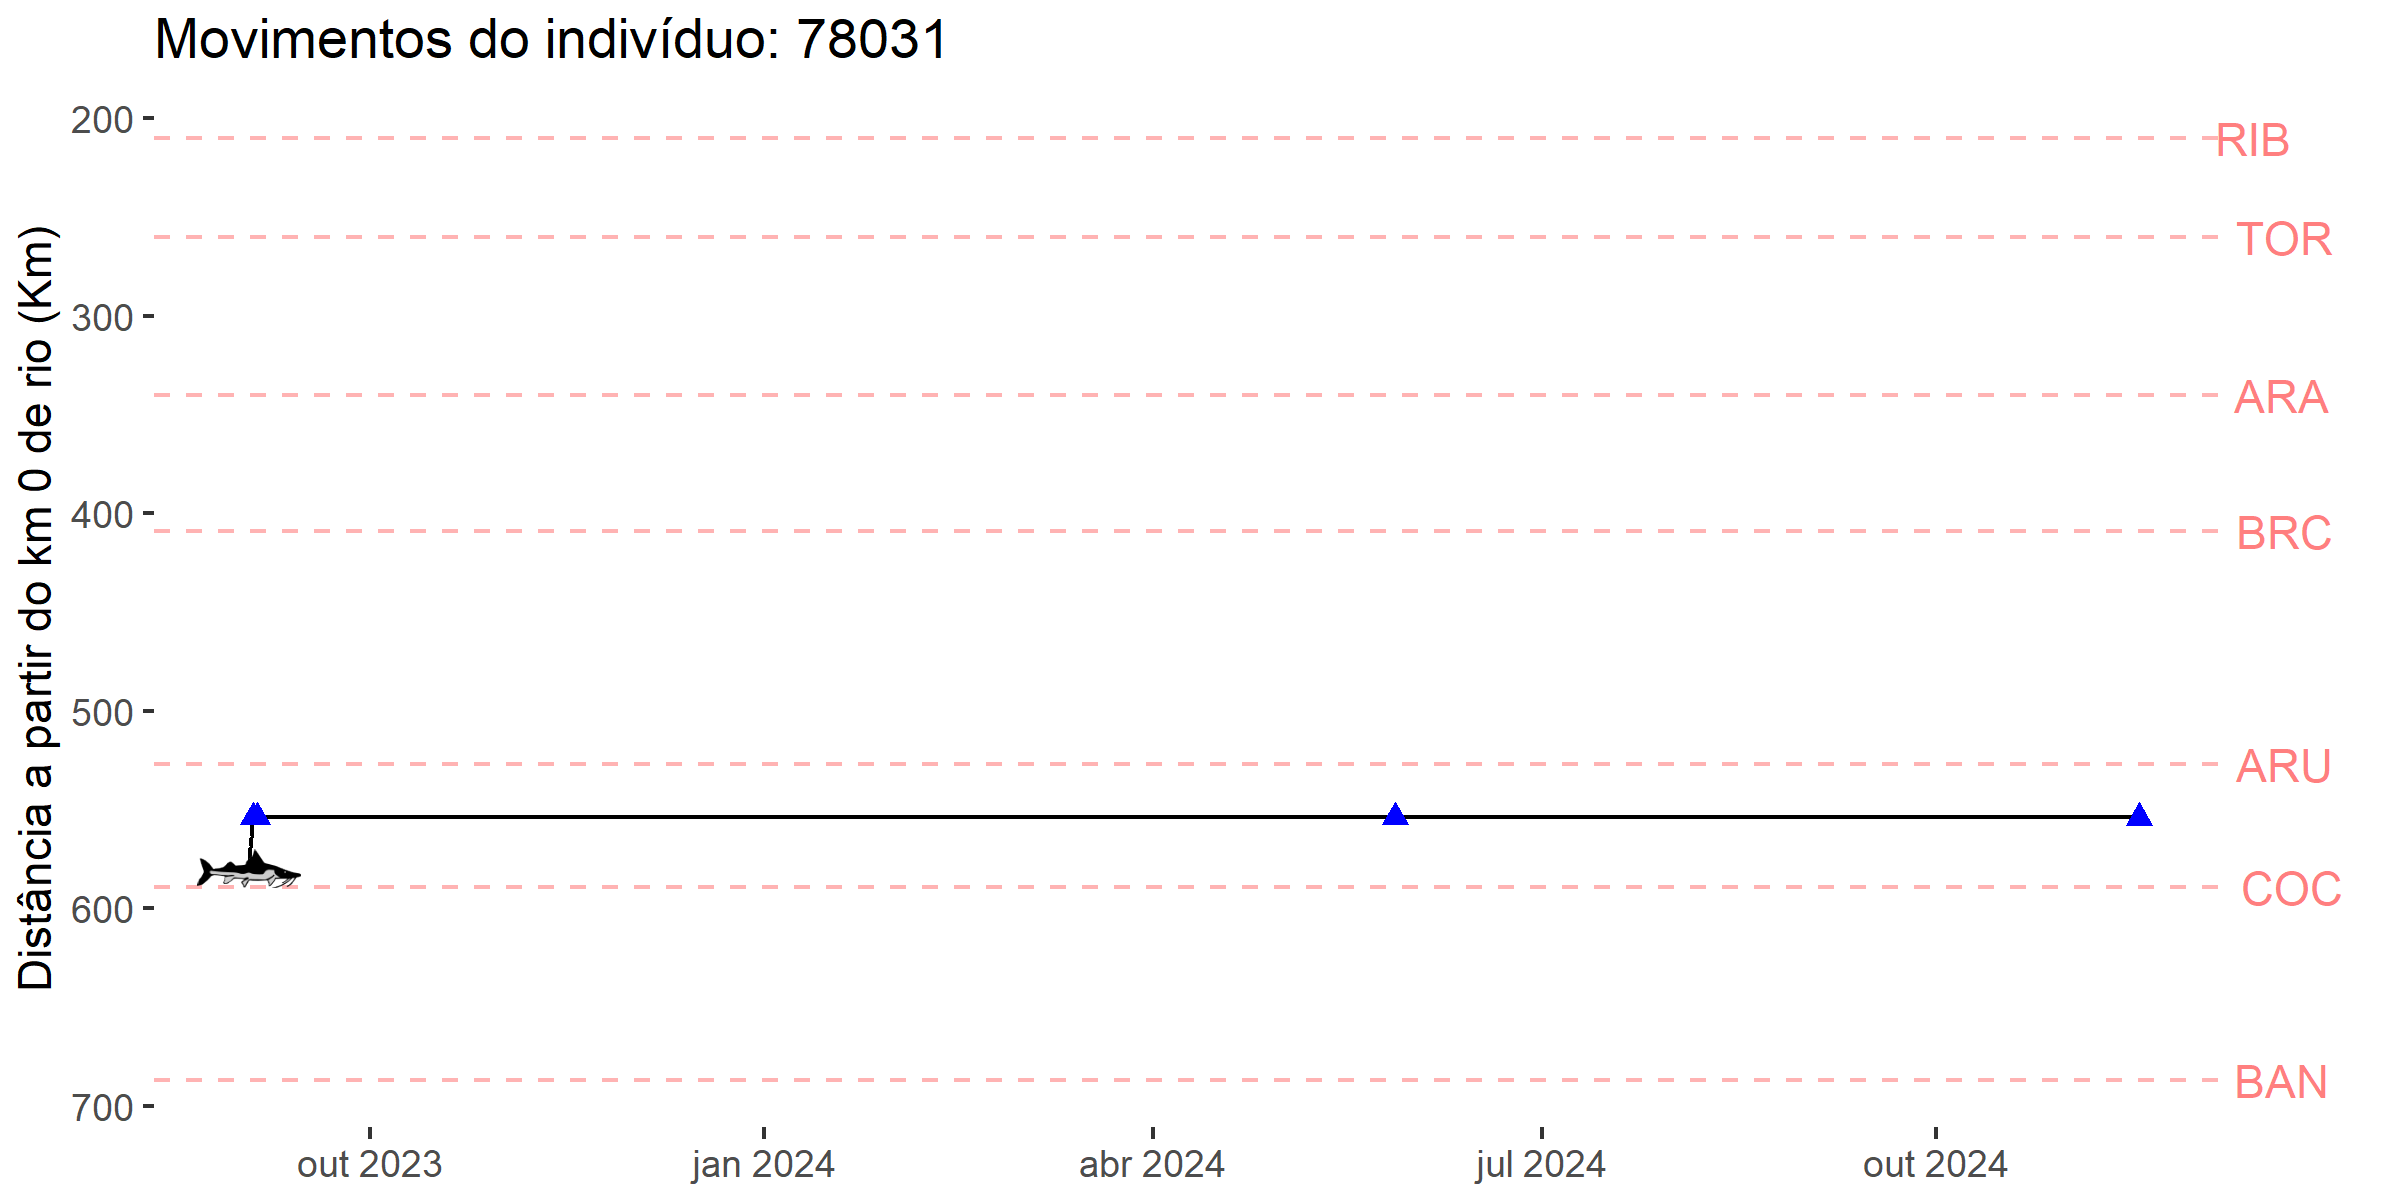 Movimentos do indivíduo: 78031
Distância a partir do km 0 de rio (Km)
200
300
400
500
600
700
RIB
TOR
ARA
BRC
ARU
COC
BAN
out 2023
jan 2024
abr 2024
jul 2024
out 2024